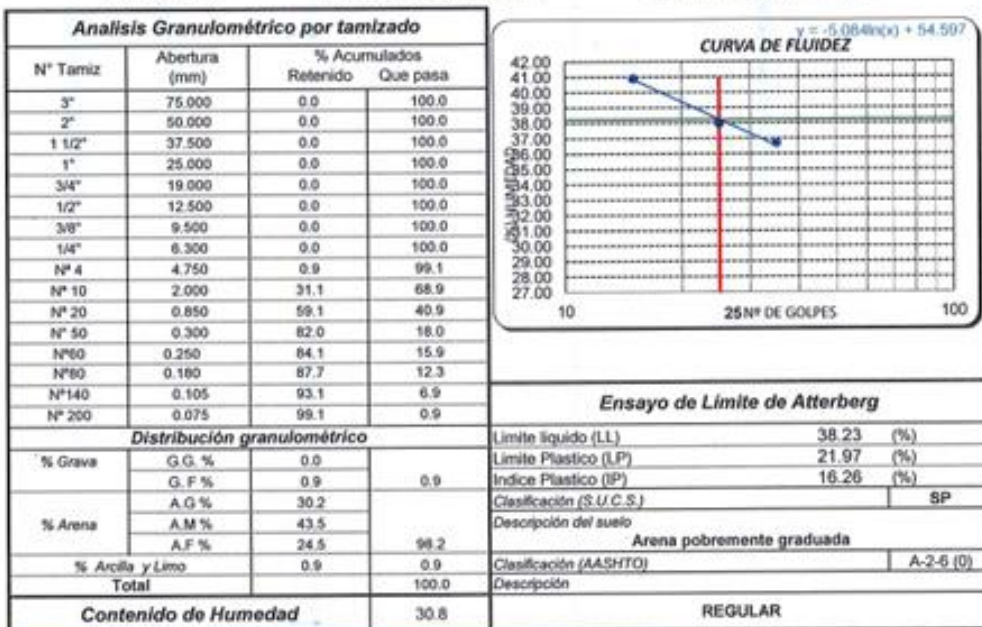 Analisis Granulométrico por tamizado
N° Tamiz Abertura (mm) % Acumulados
Retenido Que pasa
3" 75.000 0.0 100.0
2" 50.000 0.0 100.0
1 1/2" 37.500 0.0 100.0
1" 25.000 0.0 100.0
3/4" 19.000 0.0 100.0
1/2" 12.500 0.0 100.0
3/8" 9.500 0.0 100.0
1/4" 6.300 0.0 100.0
Nº 4 4.750 0.9 99.1
Nº 10 2.000 31.1 68.9
Nº 20 0.850 59.1 40.9
N° 50 0.300 82.0 18.0
Nº60 0.250 84.1 15.9
Nº80 0.180 87.7 12.3
Nº140 0.105 93.1 6.9
Nº 200 0.075 99.1 0.9
Distribución granulométrico
% Grava G.G. % 0.0
G. F % 0.9 0.9
% Arena A.G % 30.2
A.M % 43.5
A.F % 24.5 98.2
% Arcilla y Limo 0.9 0.9
Total 100.0
Contenido de Humedad 30.8
y = -5.084ln(x) + 54.597
CURVA DE FLUIDEZ
42.00
41.00
40.00
39.00
38.00
37.00
36.00
35.00
34.00
33.00
32.00
31.00
30.00
29.00
28.00
27.00
10 25 Nº DE GOLPES 100
Ensayo de Límite de Atterberg
Limite liquido (LL) 38.23 (%)
Limite Plastico (LP) 21.97 (%)
Indice Plastico (IP) 16.26 (%)
Clasificación (S.U.C.S.) SP
Descripción del suelo
Arena pobremente graduada
Clasificación (AASHTO) A-2-6 (0)
Descripción
REGULAR